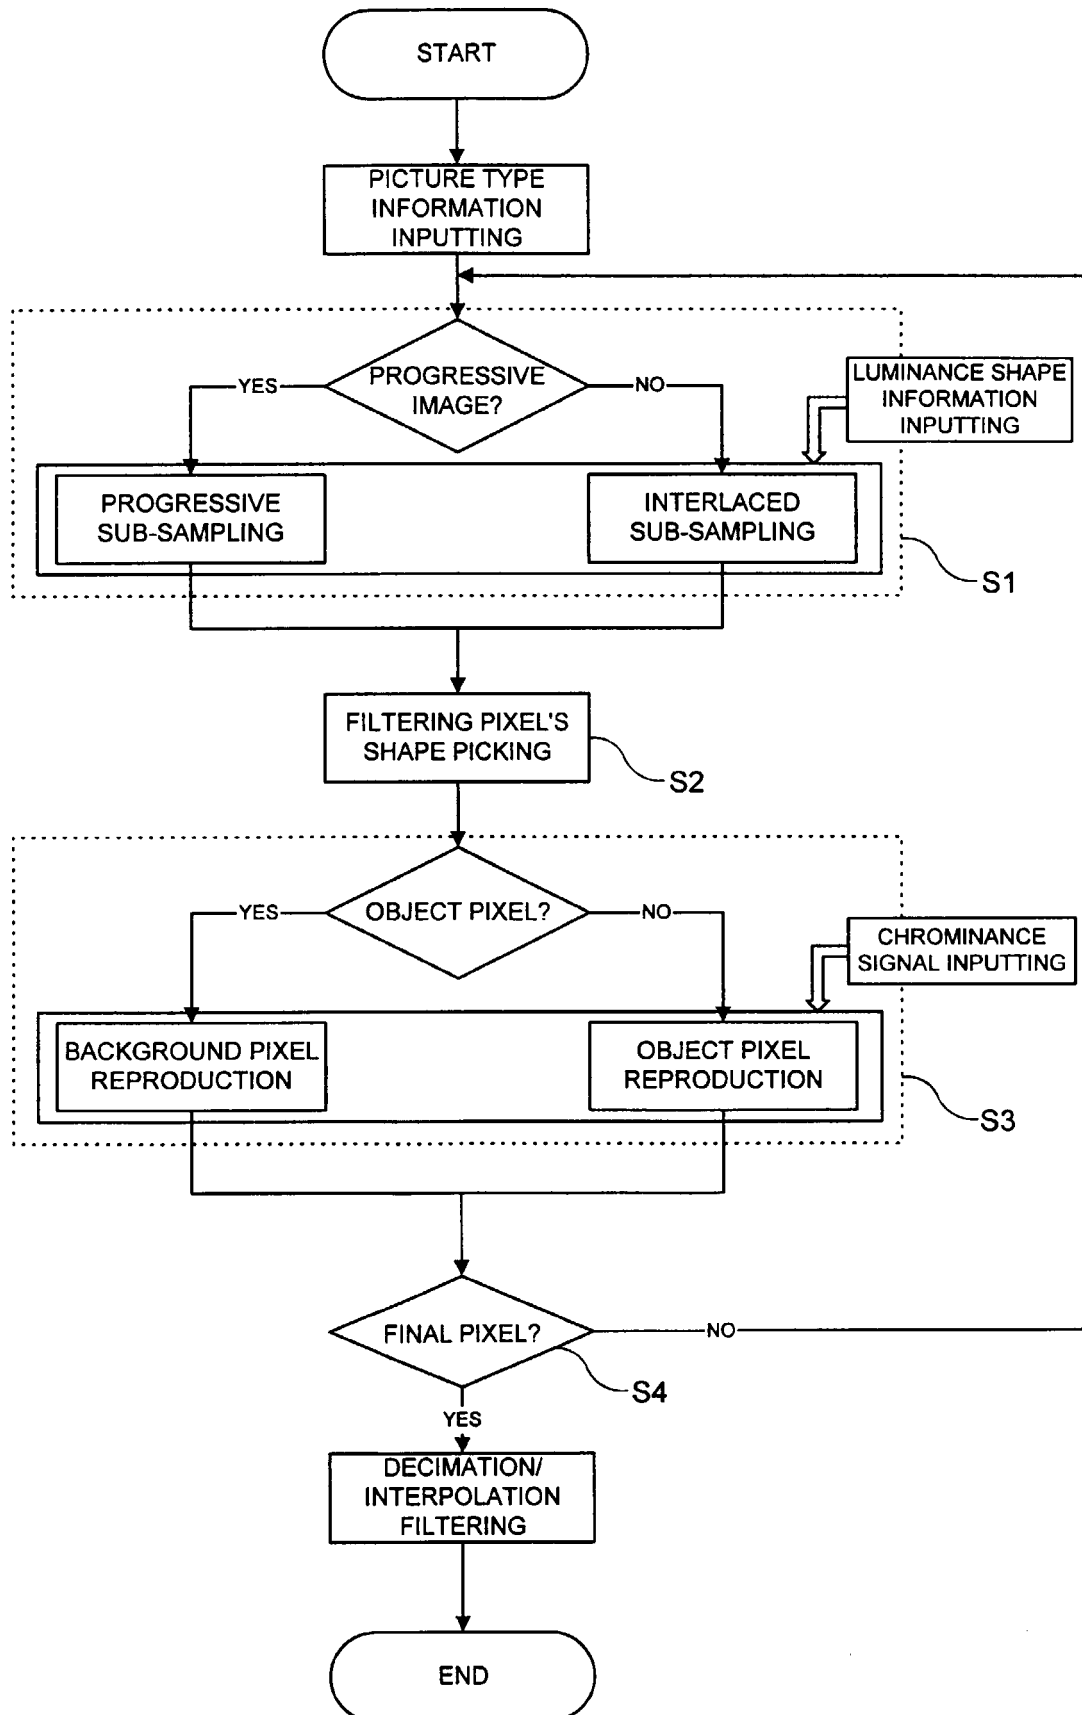 START
PICTURE TYPE
INFORMATION
INPUTTING
PROGRESSIVE
IMAGE?
YES
NO
LUMINANCE SHAPE
INFORMATION
INPUTTING
PROGRESSIVE
SUB-SAMPLING
INTERLACED
SUB-SAMPLING
S1
FILTERING PIXEL'S
SHAPE PICKING
S2
OBJECT PIXEL?
YES
NO
CHROMINANCE
SIGNAL INPUTTING
BACKGROUND PIXEL
REPRODUCTION
OBJECT PIXEL
REPRODUCTION
S3
FINAL PIXEL?
NO
S4
YES
DECIMATION/
INTERPOLATION
FILTERING
END